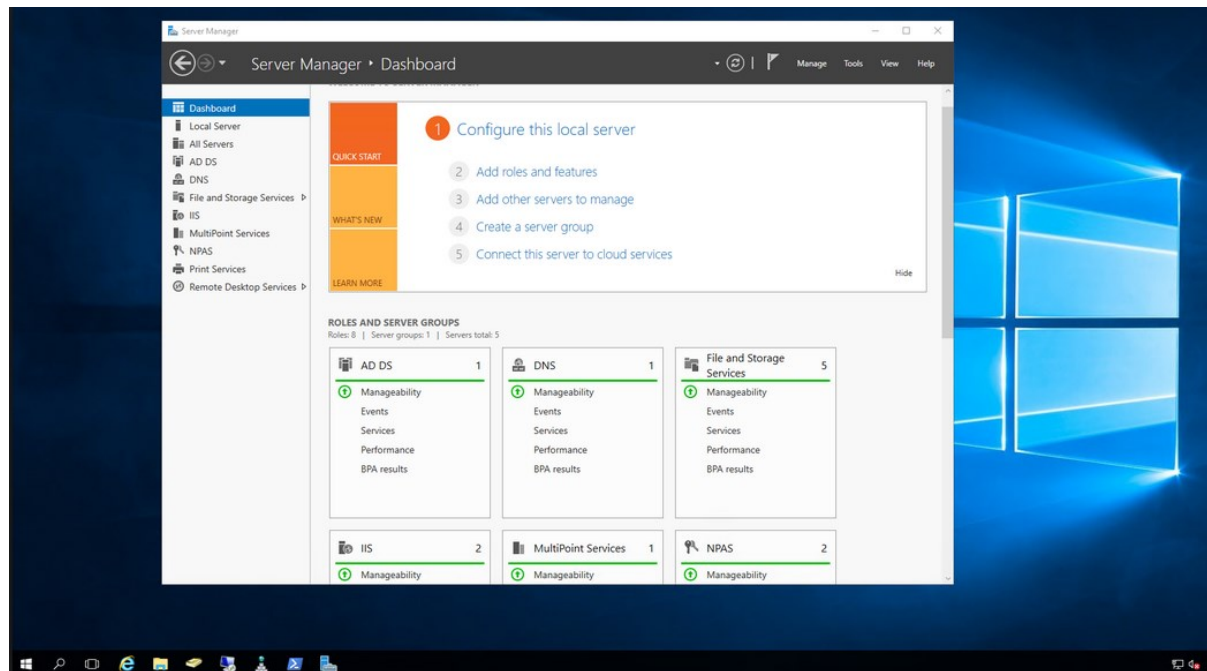 Server Manager
Server Manager • Dashboard
Manage Tools View Help
Dashboard
Local Server
All Servers
AD DS
DNS
File and Storage Services
IIS
MultiPoint Services
NPAS
Print Services
Remote Desktop Services
WELCOME TO SERVER MANAGER
QUICK START
WHAT'S NEW
LEARN MORE
1 Configure this local server
2 Add roles and features
3 Add other servers to manage
4 Create a server group
5 Connect this server to cloud services
Hide
ROLES AND SERVER GROUPS
Roles: 8 | Server groups: 1 | Servers total: 5
AD DS 1
Manageability
Events
Services
Performance
BPA results
DNS 1
Manageability
Events
Services
Performance
BPA results
File and Storage
Services 5
Manageability
Events
Services
Performance
BPA results
IIS 2
Manageability
MultiPoint Services 1
Manageability
NPAS 2
Manageability